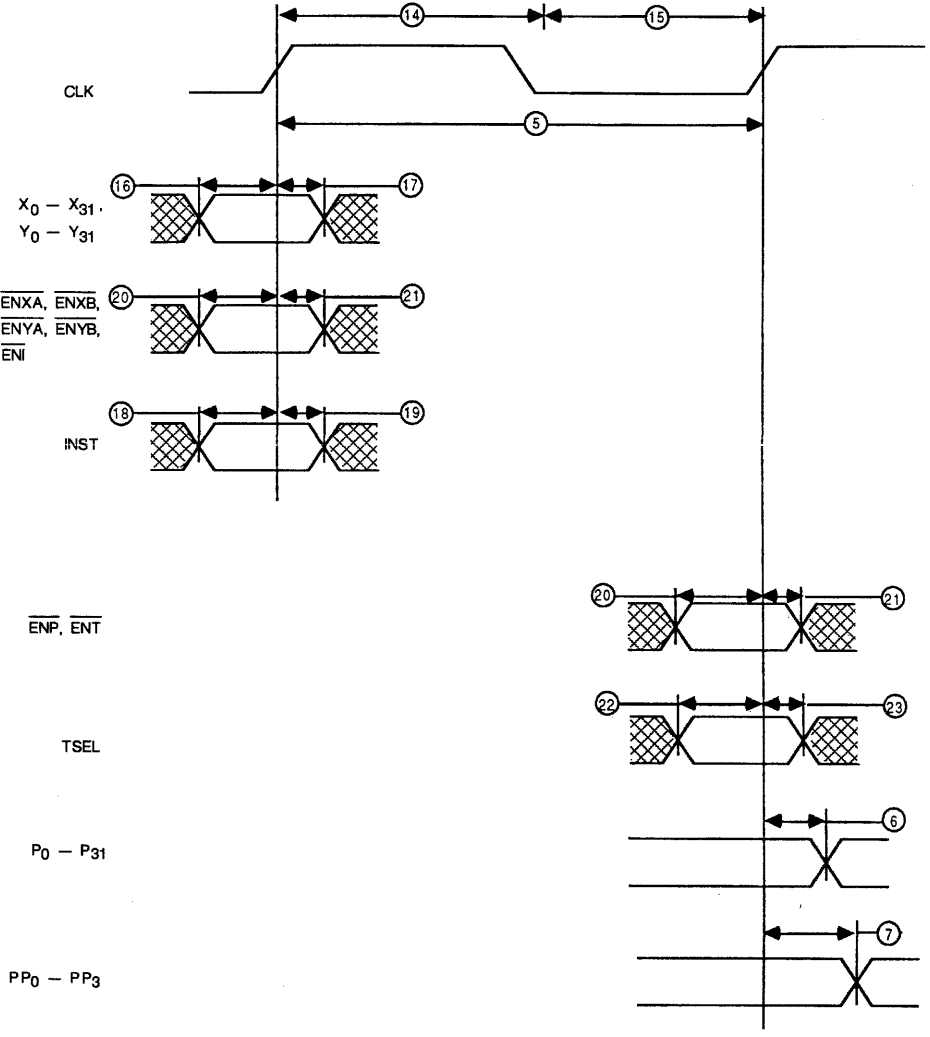 14 15
CLK
5
16 17
X0 – X31,
Y0 – Y31
ENXA, ENXB, 20 21
ENYA, ENYB,
ENI
18 19
INST
20 21
ENP, ENT
22 23
TSEL
6
P0 – P31
7
PP0 – PP3